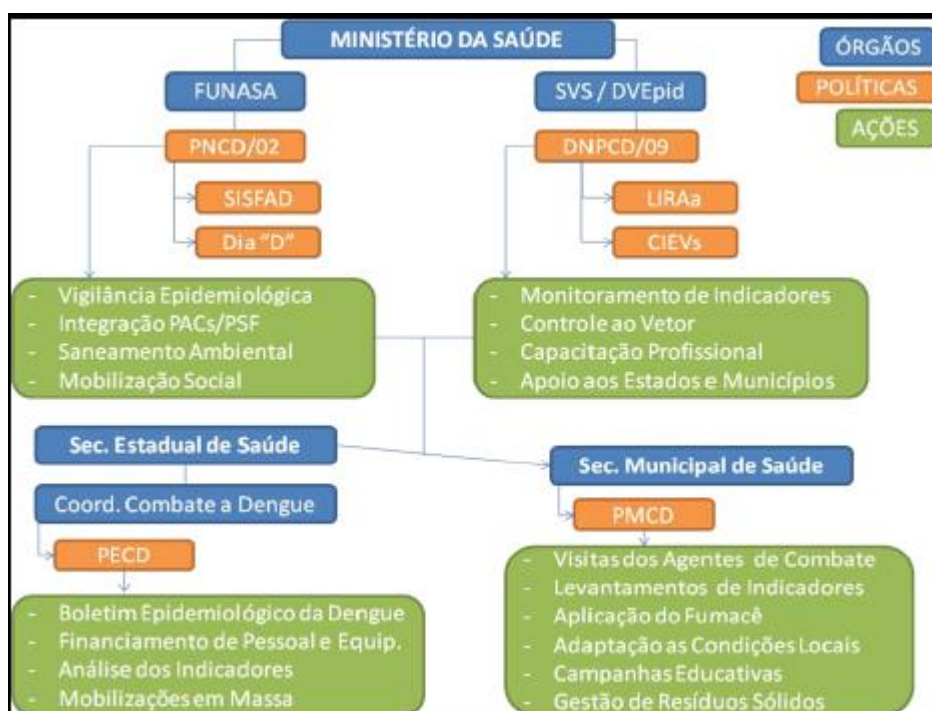 MINISTÉRIO DA SAÚDE
ÓRGÃOS
POLÍTICAS
AÇÕES
FUNASA
SVS / DVEpid
PNCD/02
DNPCD/09
SISFAD
LIRAa
Dia "D"
CIEVs
- Vigilância Epidemiológica
- Integração PACs/PSF
- Saneamento Ambiental
- Mobilização Social
- Monitoramento de Indicadores
- Controle ao Vetor
- Capacitação Profissional
- Apoio aos Estados e Municípios
Sec. Estadual de Saúde
Coord. Combate a Dengue
PECD
- Boletim Epidemiológico da Dengue
- Financiamento de Pessoal e Equip.
- Análise dos Indicadores
- Mobilizações em Massa
Sec. Municipal de Saúde
PMCD
- Visitas dos Agentes de Combate
- Levantamentos de Indicadores
- Aplicação do Fumacê
- Adaptação as Condições Locais
- Campanhas Educativas
- Gestão de Resíduos Sólidos